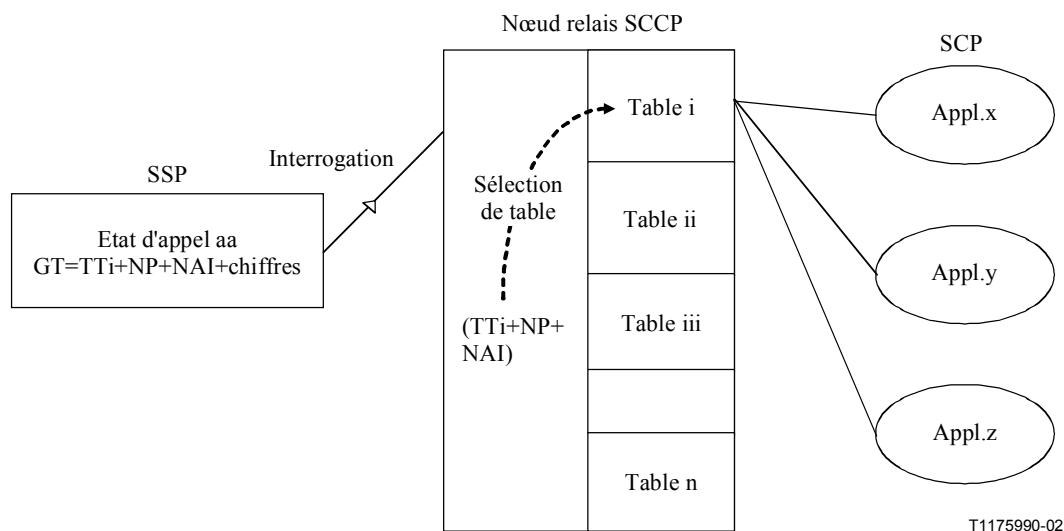 Nœud relais SCCP
SCP
Table i
Appl.x
Interrogation
SSP
Sélection
de table
Etat d'appel aa
GT=TTi+NP+NAI+chiffres
Table ii
Appl.y
(TTi+NP+
NAI)
Table iii
Appl.z
Table n
T1175990-02